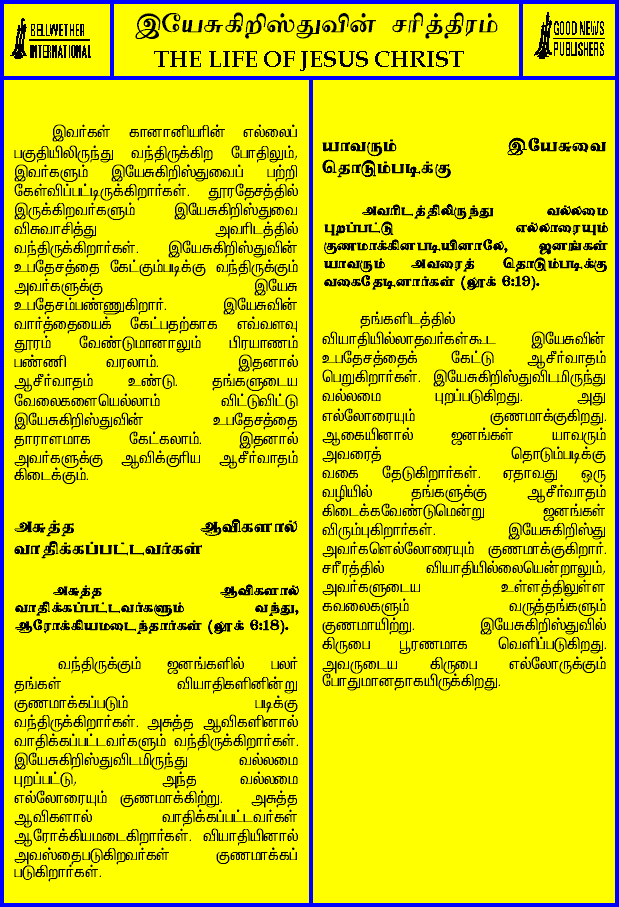 BELLWETHER
INTERNATIONAL
இயேசுகிறிஸ்துவின் சரித்திரம்
THE LIFE OF JESUS CHRIST
GOOD NEWS
PUBLISHERS
இவர்கள் கானானியரின் எல்லைப்
பகுதியிலிருந்து வந்திருக்கிற போதிலும்,
இவர்களும் இயேசுகிறிஸ்துவைப் பற்றி
கேள்விப்பட்டிருக்கிறார்கள். தூரதேசத்தில்
இருக்கிறவர்களும் இயேசுகிறிஸ்துவை
விசுவாசித்து அவரிடத்தில்
வந்திருக்கிறார்கள். இயேசுகிறிஸ்துவின்
உபதேசத்தை கேட்கும்படிக்கு வந்திருக்கும்
அவர்களுக்கு இயேசு
உபதேசம்பண்ணுகிறார். இயேசுவின்
வார்த்தையைக் கேட்பதற்காக எவ்வளவு
தூரம் வேண்டுமானாலும் பிரயாணம்
பண்ணி வரலாம். இதனால்
ஆசீர்வாதம் உண்டு. தங்களுடைய
வேலைகளையெல்லாம் விட்டுவிட்டு
இயேசுகிறிஸ்துவின் உபதேசத்தை
தாராளமாக கேட்கலாம். இதனால்
அவர்களுக்கு ஆவிக்குரிய ஆசீர்வாதம்
கிடைக்கும்.
அசுத்த ஆவிகளால்
வாதிக்கப்பட்டவர்கள்
அசுத்த ஆவிகளால்
வாதிக்கப்பட்டவர்களும் வந்து,
ஆரோக்கியமடைந்தார்கள் (லூக் 6:18).
வந்திருக்கும் ஜனங்களில் பலர்
தங்கள் வியாதிகளினின்று
குணமாக்கப்படும் படிக்கு
வந்திருக்கிறார்கள். அசுத்த ஆவிகளினால்
வாதிக்கப்பட்டவர்களும் வந்திருக்கிறார்கள்.
இயேசுகிறிஸ்துவிடமிருந்து வல்லமை
புறப்பட்டு, அந்த வல்லமை
எல்லோரையும் குணமாக்கிற்று. அசுத்த
ஆவிகளால் வாதிக்கப்பட்டவர்கள்
ஆரோக்கியமடைகிறார்கள். வியாதியினால்
அவஸ்தைபடுகிறவர்கள் குணமாக்கப்
படுகிறார்கள்.
யாவரும் இயேசுவை
தொடும்படிக்கு
அவரிடத்திலிருந்து வல்லமை
புறப்பட்டு எல்லாரையும்
குணமாக்கினபடியினாலே, ஜனங்கள்
யாவரும் அவரைத் தொடும்படிக்கு
வகைதேடினார்கள் (லூக் 6:19).
தங்களிடத்தில்
வியாதியில்லாதவர்கள்கூட இயேசுவின்
உபதேசத்தைக் கேட்டு ஆசீர்வாதம்
பெறுகிறார்கள். இயேசுகிறிஸ்துவிடமிருந்து
வல்லமை புறப்படுகிறது. அது
எல்லோரையும் குணமாக்குகிறது.
ஆகையினால் ஜனங்கள் யாவரும்
அவரைத் தொடும்படிக்கு
வகை தேடுகிறார்கள். ஏதாவது ஒரு
வழியில் தங்களுக்கு ஆசீர்வாதம்
கிடைக்கவேண்டுமென்று ஜனங்கள்
விரும்புகிறார்கள். இயேசுகிறிஸ்து
அவர்களெல்லோரையும் குணமாக்குகிறார்.
சரீரத்தில் வியாதியில்லையென்றாலும்,
அவர்களுடைய உள்ளத்திலுள்ள
கவலைகளும் வருத்தங்களும்
குணமாயிற்று. இயேசுகிறிஸ்துவில்
கிருபை பூரணமாக வெளிப்படுகிறது.
அவருடைய கிருபை எல்லோருக்கும்
போதுமானதாகயிருக்கிறது.